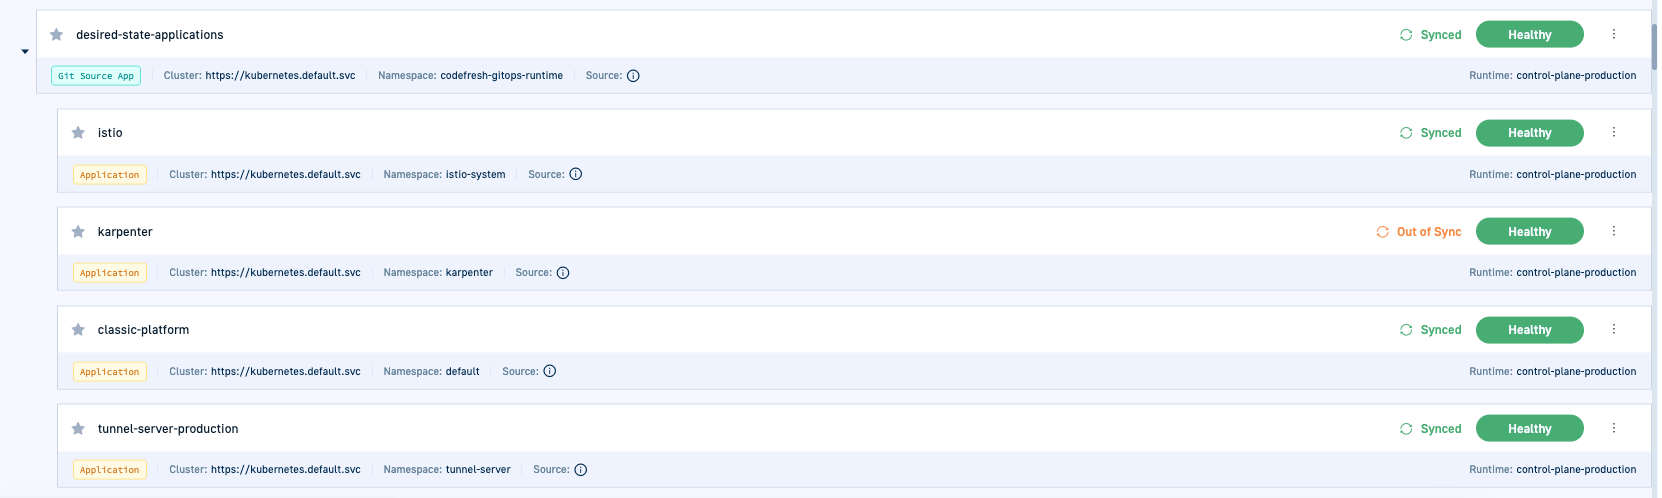 desired-state-applications Synced Healthy
Git Source App Cluster: https://kubernetes.default.svc Namespace: codefresh-gitops-runtime Source: Runtime: control-plane-production
istio Synced Healthy
Application Cluster: https://kubernetes.default.svc Namespace: istio-system Source: Runtime: control-plane-production
karpenter Out of Sync Healthy
Application Cluster: https://kubernetes.default.svc Namespace: karpenter Source: Runtime: control-plane-production
classic-platform Synced Healthy
Application Cluster: https://kubernetes.default.svc Namespace: default Source: Runtime: control-plane-production
tunnel-server-production Synced Healthy
Application Cluster: https://kubernetes.default.svc Namespace: tunnel-server Source: Runtime: control-plane-production